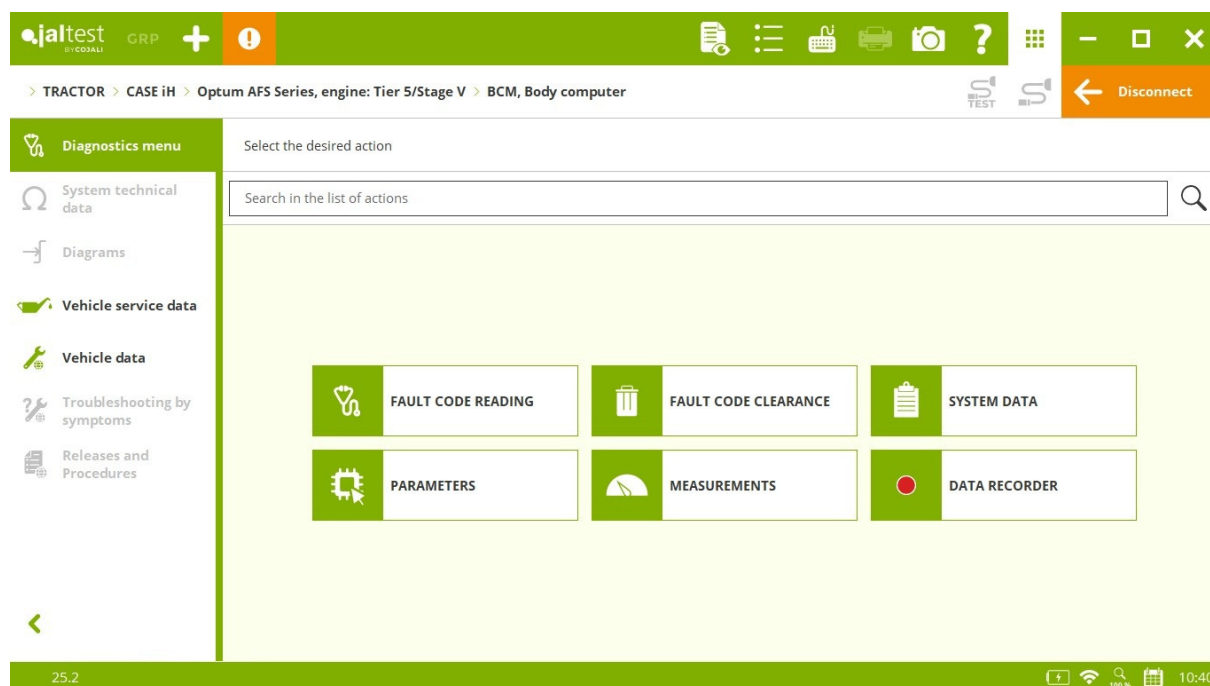 jaltest
BY COJALI
GRP
> TRACTOR > CASE iH > Optum AFS Series, engine: Tier 5/Stage V > BCM, Body computer
TEST
Disconnect
Diagnostics menu
Select the desired action
System technical
data
Search in the list of actions
Diagrams
Vehicle service data
Vehicle data
Troubleshooting by
symptoms
Releases and
Procedures
FAULT CODE READING
FAULT CODE CLEARANCE
SYSTEM DATA
PARAMETERS
MEASUREMENTS
DATA RECORDER
25.2
100 %
10:40